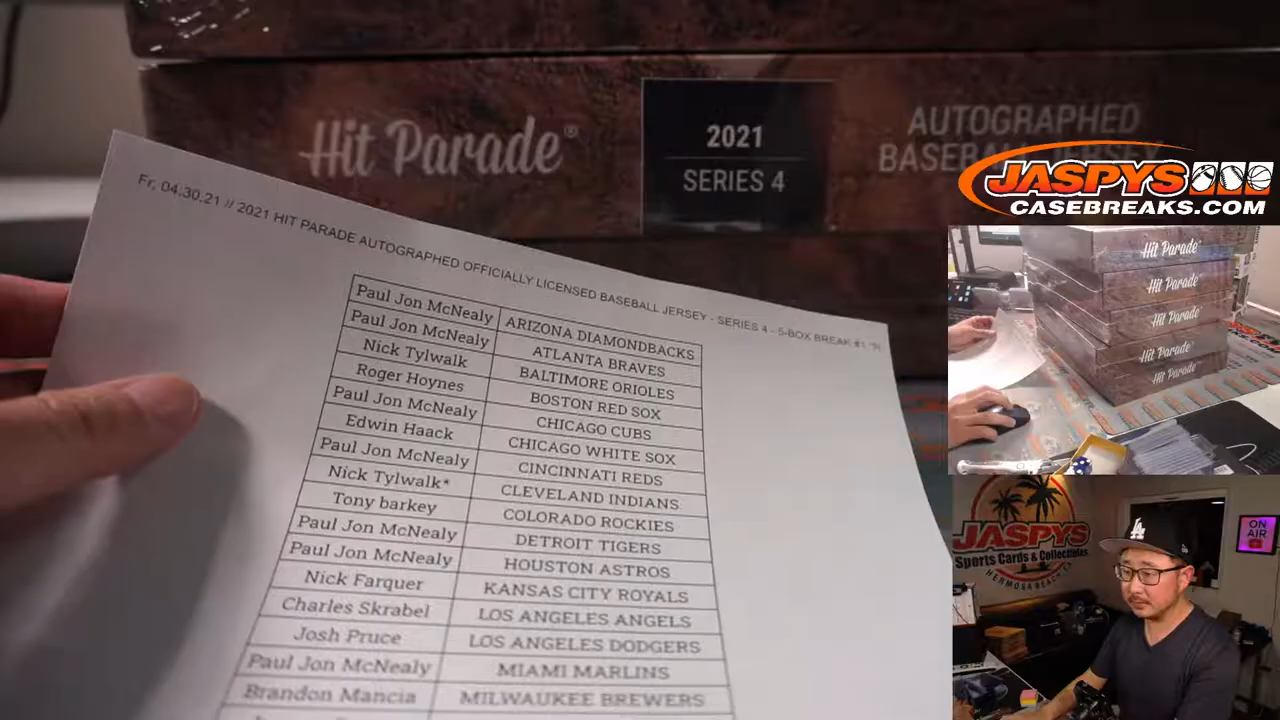 Hit Parade®
2021
SERIES 4
AUTOGRAPHED
JASPYS
CASEBREAKS.COM
Fr, 04.30.21 // 2021 HIT PARADE AUTOGRAPHED OFFICIALLY LICENSED BASEBALL JERSEY - SERIES 4 - 5-BOX BREAK #1
Paul Jon McNealy ARIZONA DIAMONDBACKS
Paul Jon McNealy ATLANTA BRAVES
Nick Tylwalk BALTIMORE ORIOLES
Roger Hoynes BOSTON RED SOX
Paul Jon McNealy CHICAGO CUBS
Edwin Haack CHICAGO WHITE SOX
Paul Jon McNealy CINCINNATI REDS
Nick Tylwalk* CLEVELAND INDIANS
Tony barkey COLORADO ROCKIES
Paul Jon McNealy DETROIT TIGERS
Paul Jon McNealy HOUSTON ASTROS
Nick Farquer KANSAS CITY ROYALS
Charles Skrabel LOS ANGELES ANGELS
Josh Pruce LOS ANGELES DODGERS
Paul Jon McNealy MIAMI MARLINS
Brandon Mancia MILWAUKEE BREWERS
Hit Parade
Hit Parade
Hit Parade
Hit Parade
Hit Parade
JASPYS
Sports Cards & Collectibles
HERMOSA BEACH, CA
LA
ON
AIR